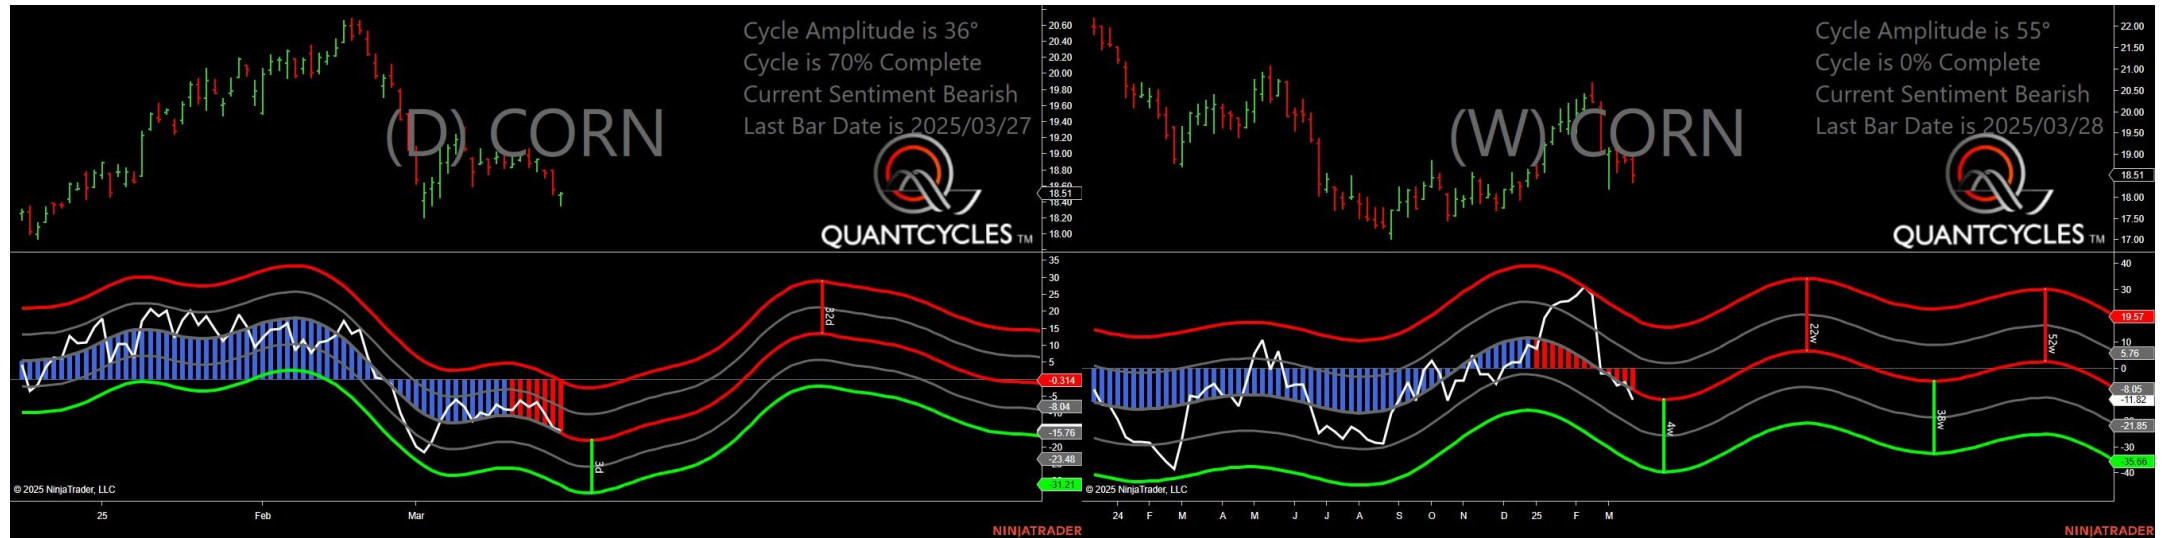 Cycle Amplitude is 36°
Cycle is 70% Complete
Current Sentiment Bearish
Last Bar Date is 2025/03/27
(D) CORN
QUANTCYCLES TM
20.60
20.40
20.20
20.00
19.80
19.60
19.40
19.20
19.00
18.80
18.60
18.51
18.40
18.20
18.00
35
30
25
20
15
10
5
-0.314
-5
-8.04
-15.76
-20
-23.48
-31.21
32d
3d
© 2025 NinjaTrader, LLC
25
Feb
Mar
NINJATRADER
Cycle Amplitude is 55°
Cycle is 0% Complete
Current Sentiment Bearish
Last Bar Date is 2025/03/28
(W) CORN
QUANTCYCLES TM
22.00
21.50
21.00
20.50
20.00
19.50
19.00
18.51
18.00
17.50
17.00
40
30
19.57
10
5.76
0
-8.05
-11.82
-21.85
-30
-35.66
-40
22w
52w
4w
38w
© 2025 NinjaTrader, LLC
24
F
M
A
M
J
J
A
S
O
N
D
25
F
M
NINJATRADER